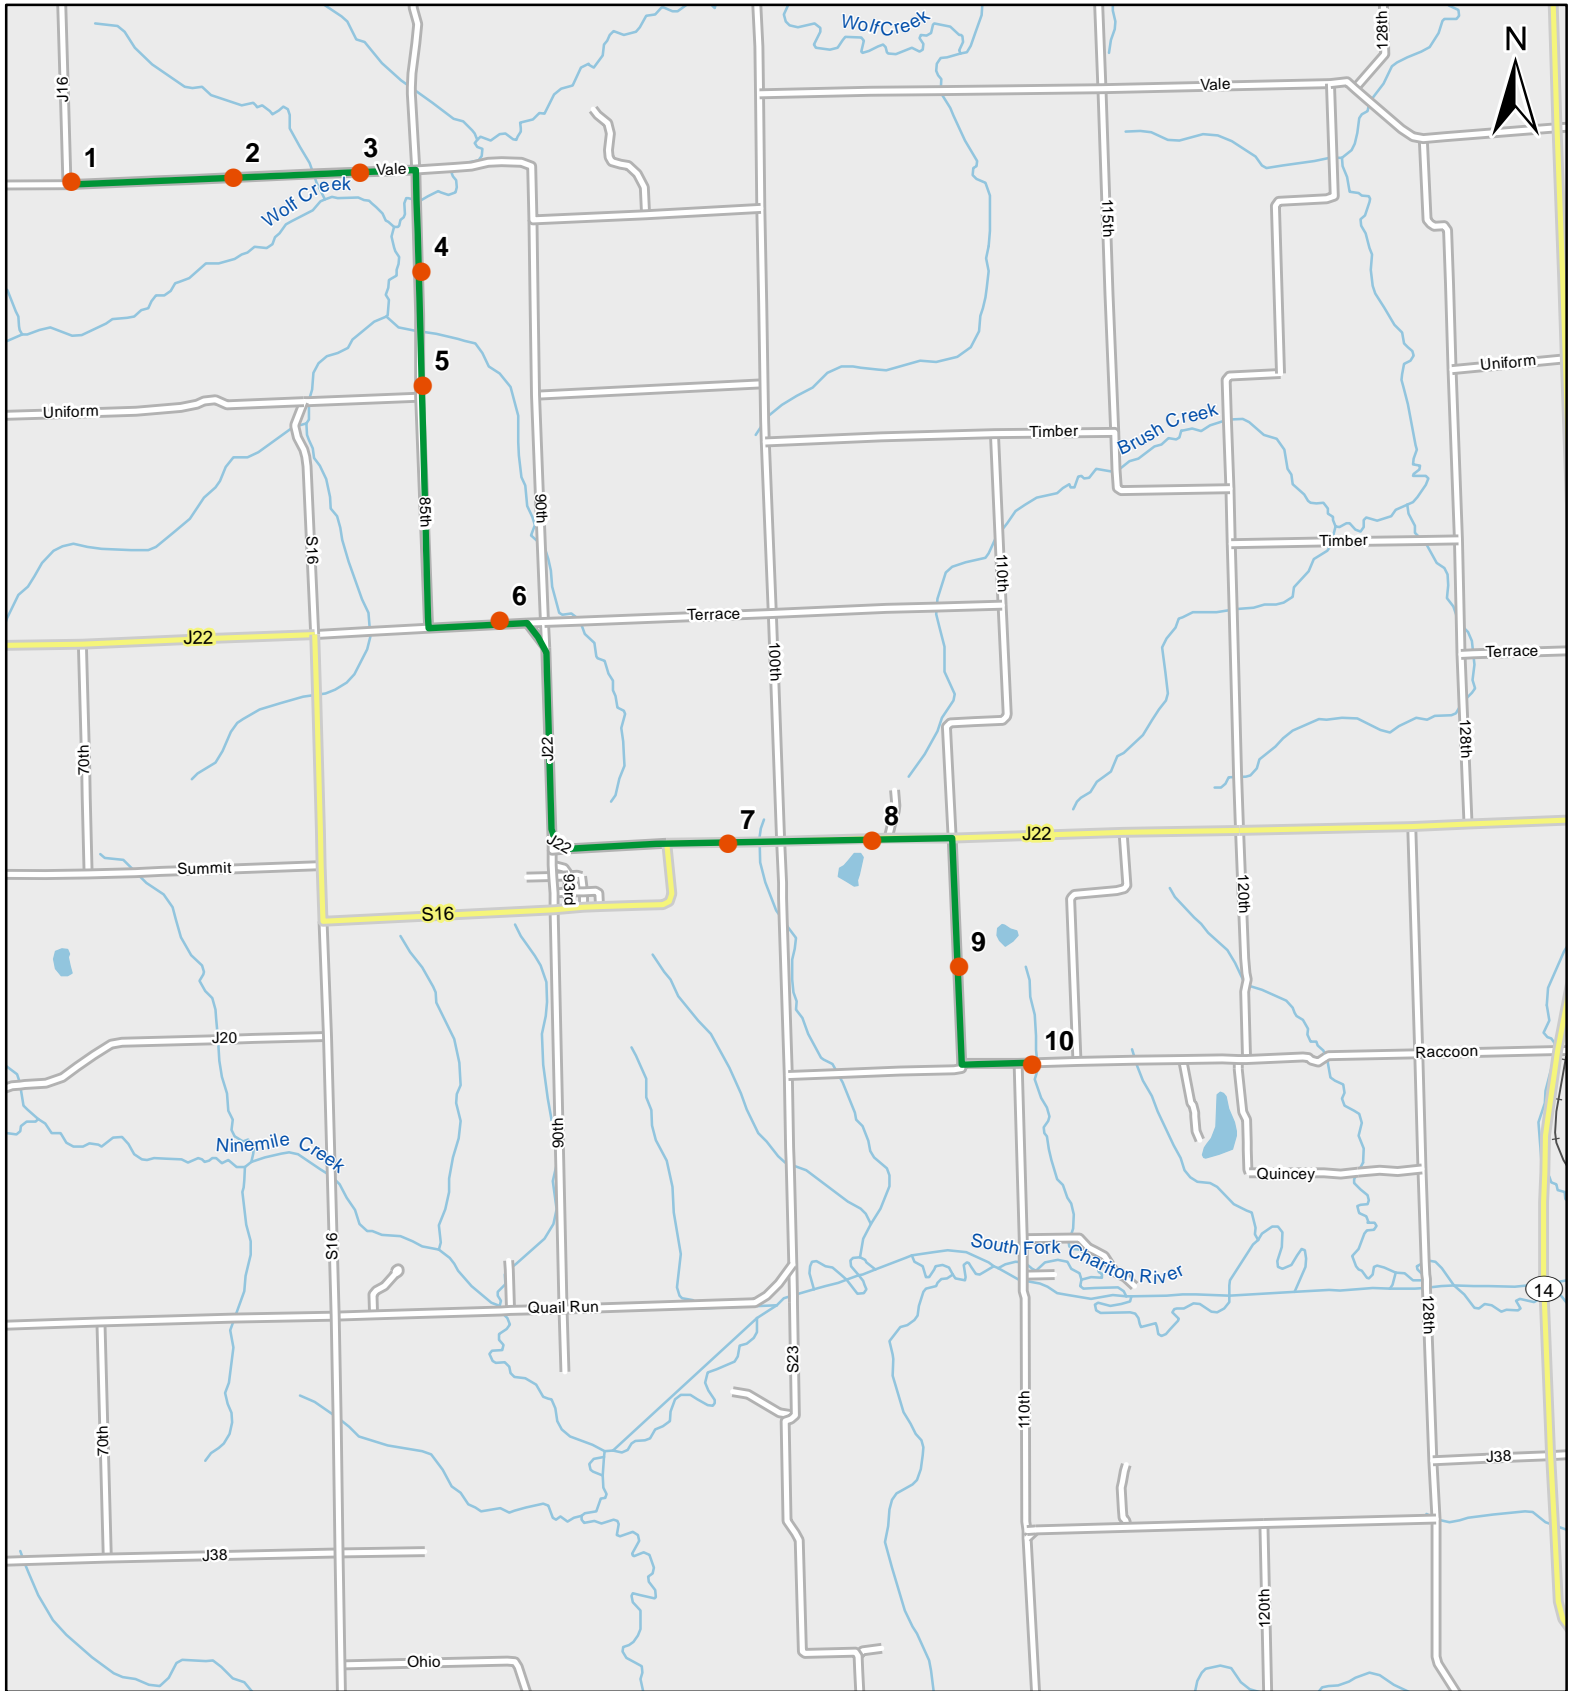 WolfCreek
128th
N
J16
Vale
1
2
3
Vale
Wolf Creek
115th
4
5
Uniform
Uniform
Timber
Brush Creek
85th
90th
S16
Timber
110th
6
Terrace
J22
100th
Terrace
70th
J22
128th
7
8
J22
J22
Summit
93rd
120th
S16
9
J20
10
Raccoon
90th
Ninemile Creek
Quincey
S16
South Fork Chariton River
14
Quail Run
128th
S23
110th
70th
J38
J38
120th
Ohio